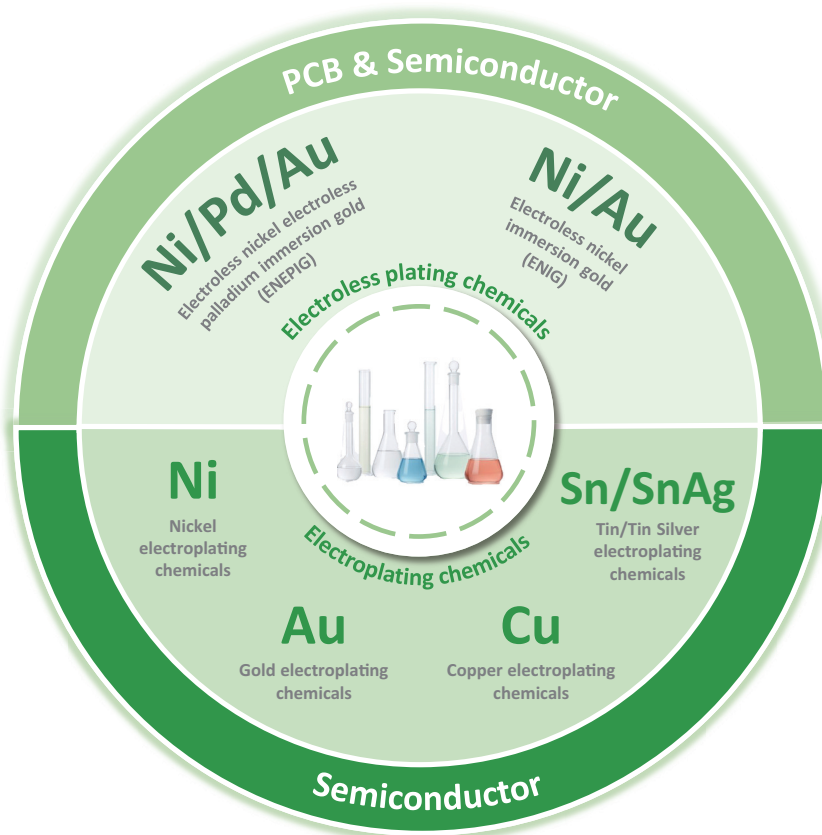 PCB & Semiconductor
Ni/Pd/Au
Electroless nickel electroless
palladium immersion gold
(ENEPIG)
Ni/Au
Electroless nickel
immersion gold
(ENIG)
Electroless plating chemicals
Ni
Nickel
electroplating
chemicals
Sn/SnAg
Tin/Tin Silver
electroplating
chemicals
Electroplating chemicals
Au
Gold electroplating
chemicals
Cu
Copper electroplating
chemicals
Semiconductor